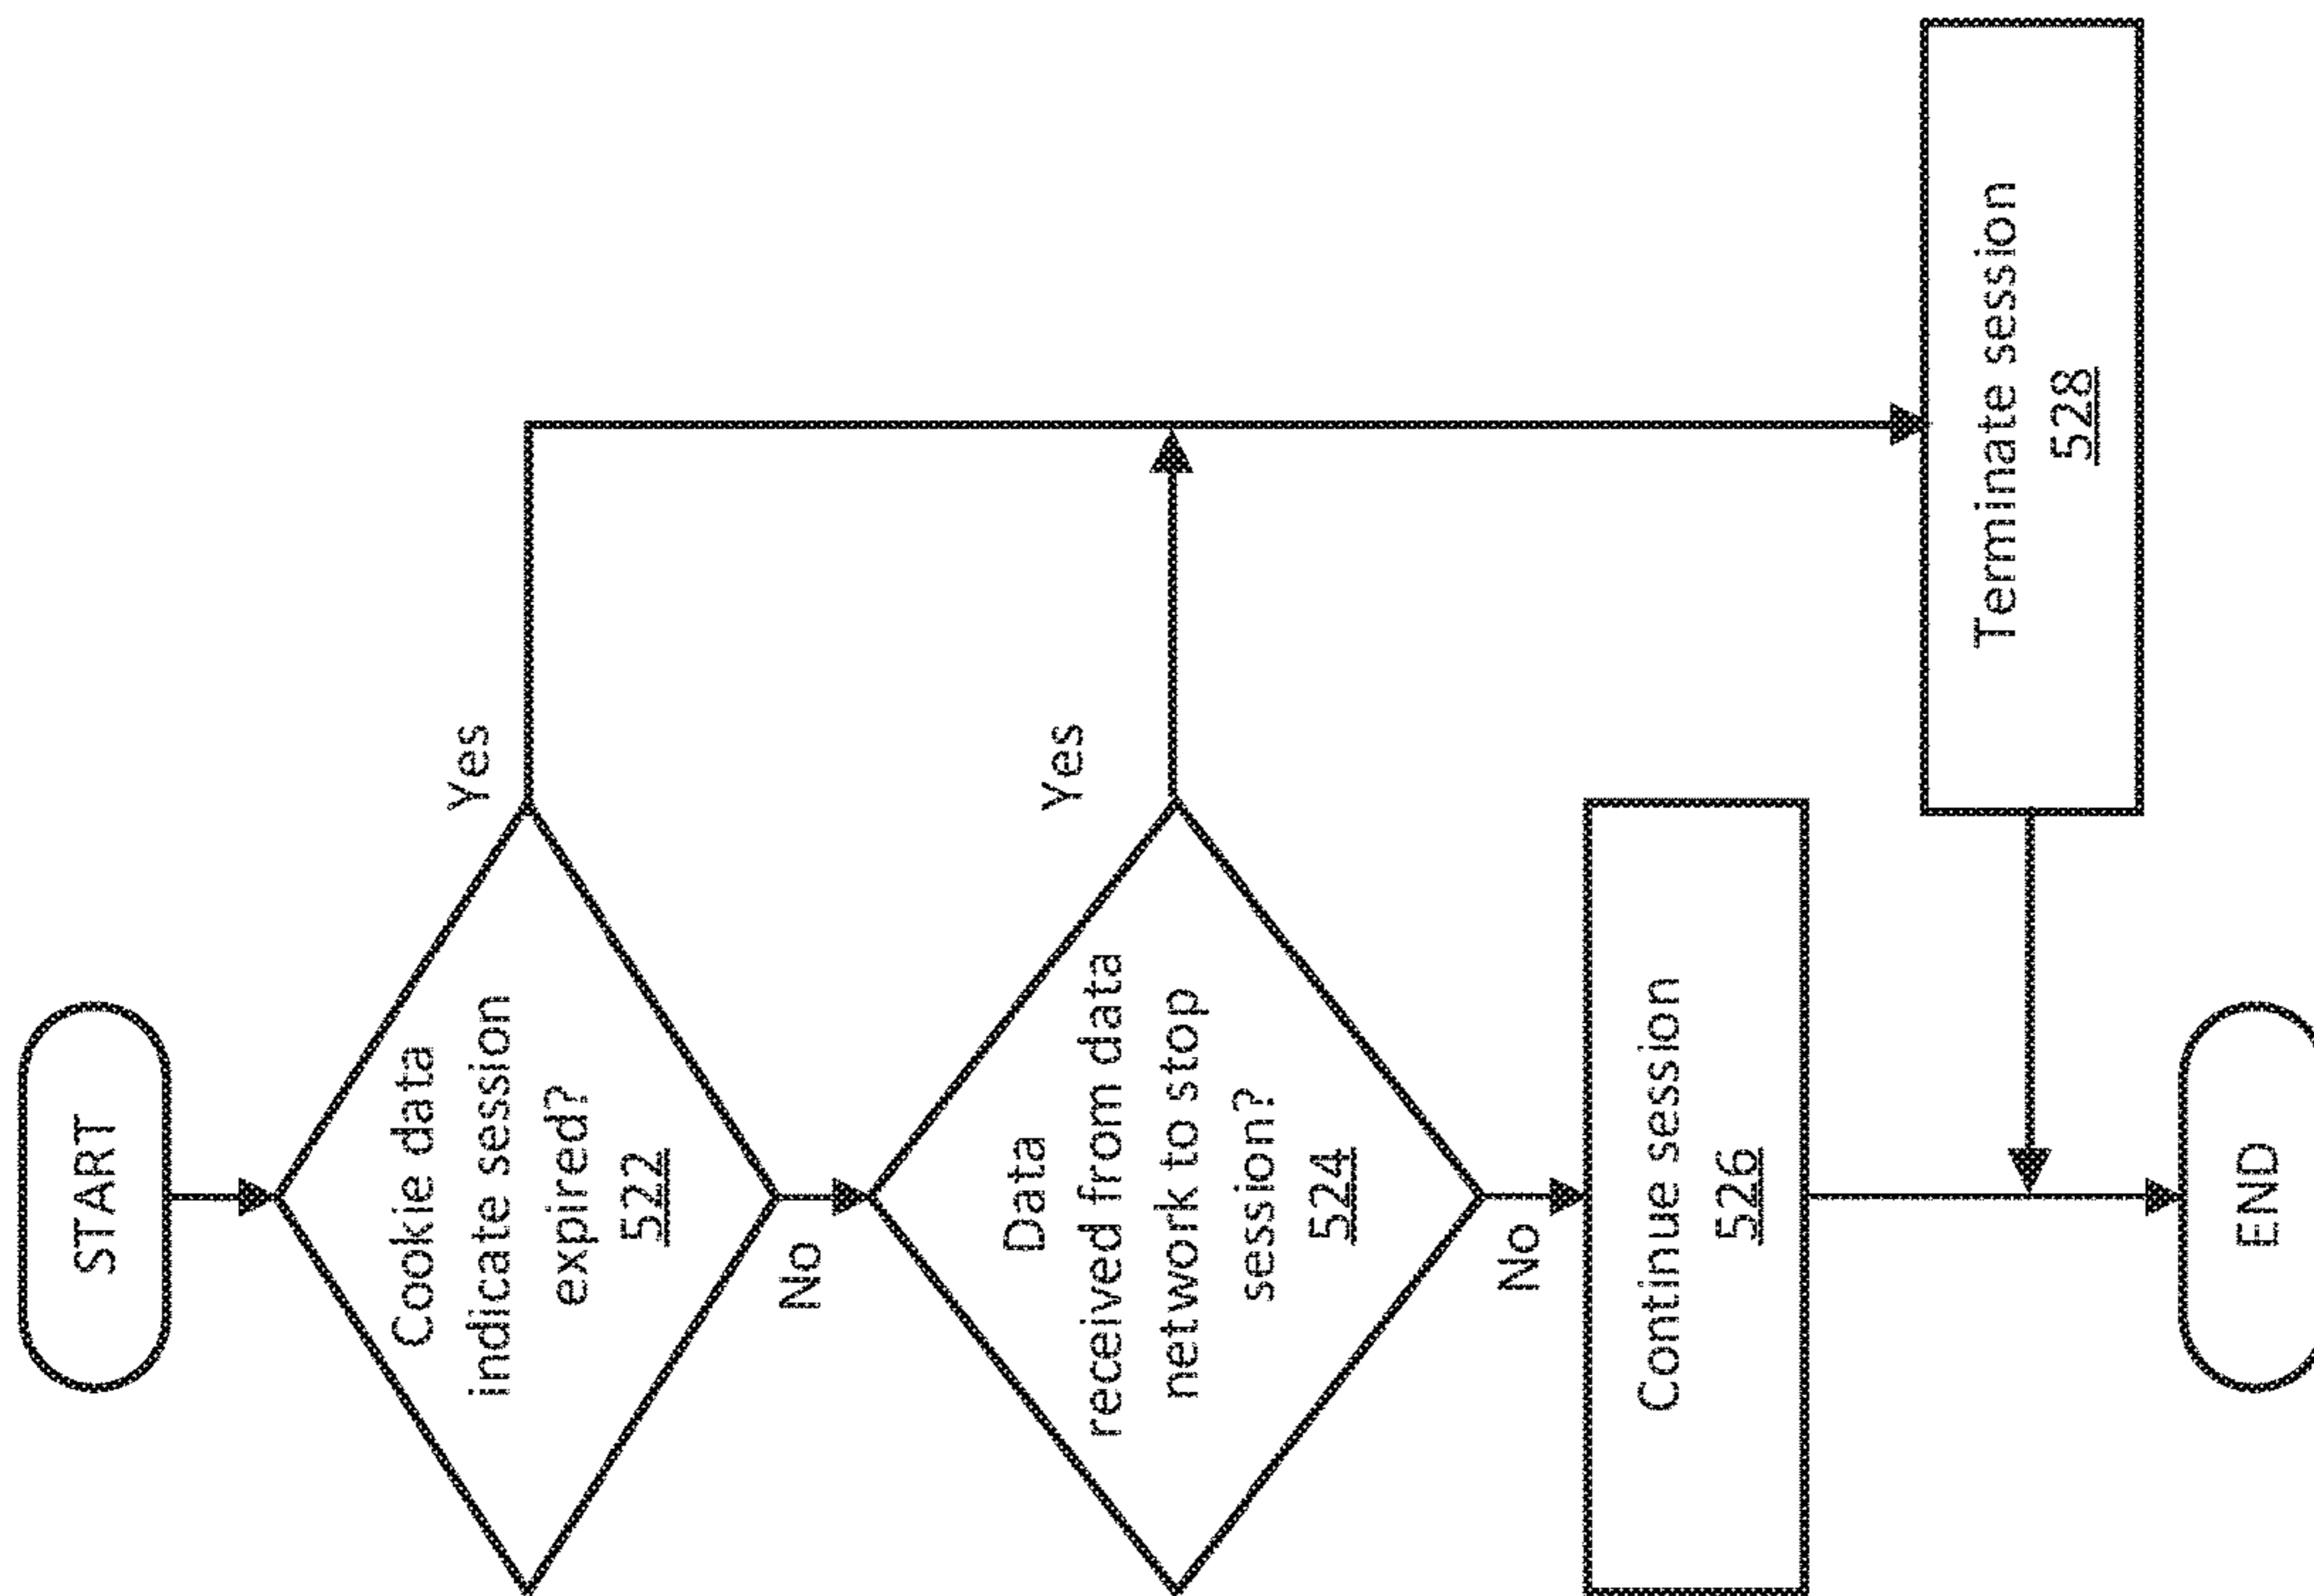 START
Cookie data
indicate session
expired?
522
Yes
No
Data
received from data
network to stop
session?
524
Yes
No
Continue session
526
Terminate session
528
END